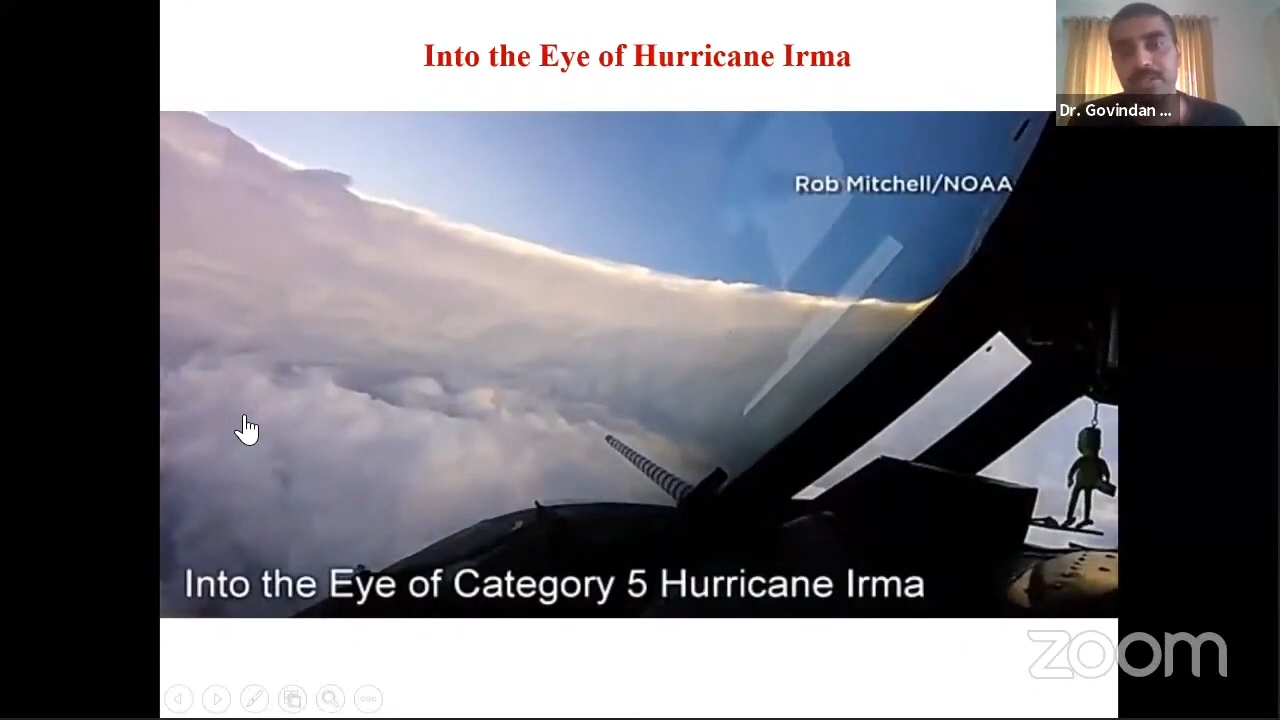 Into the Eye of Hurricane Irma
Dr. Govindan ...
Rob Mitchell/NOAA
Into the Eye of Category 5 Hurricane Irma
zoom